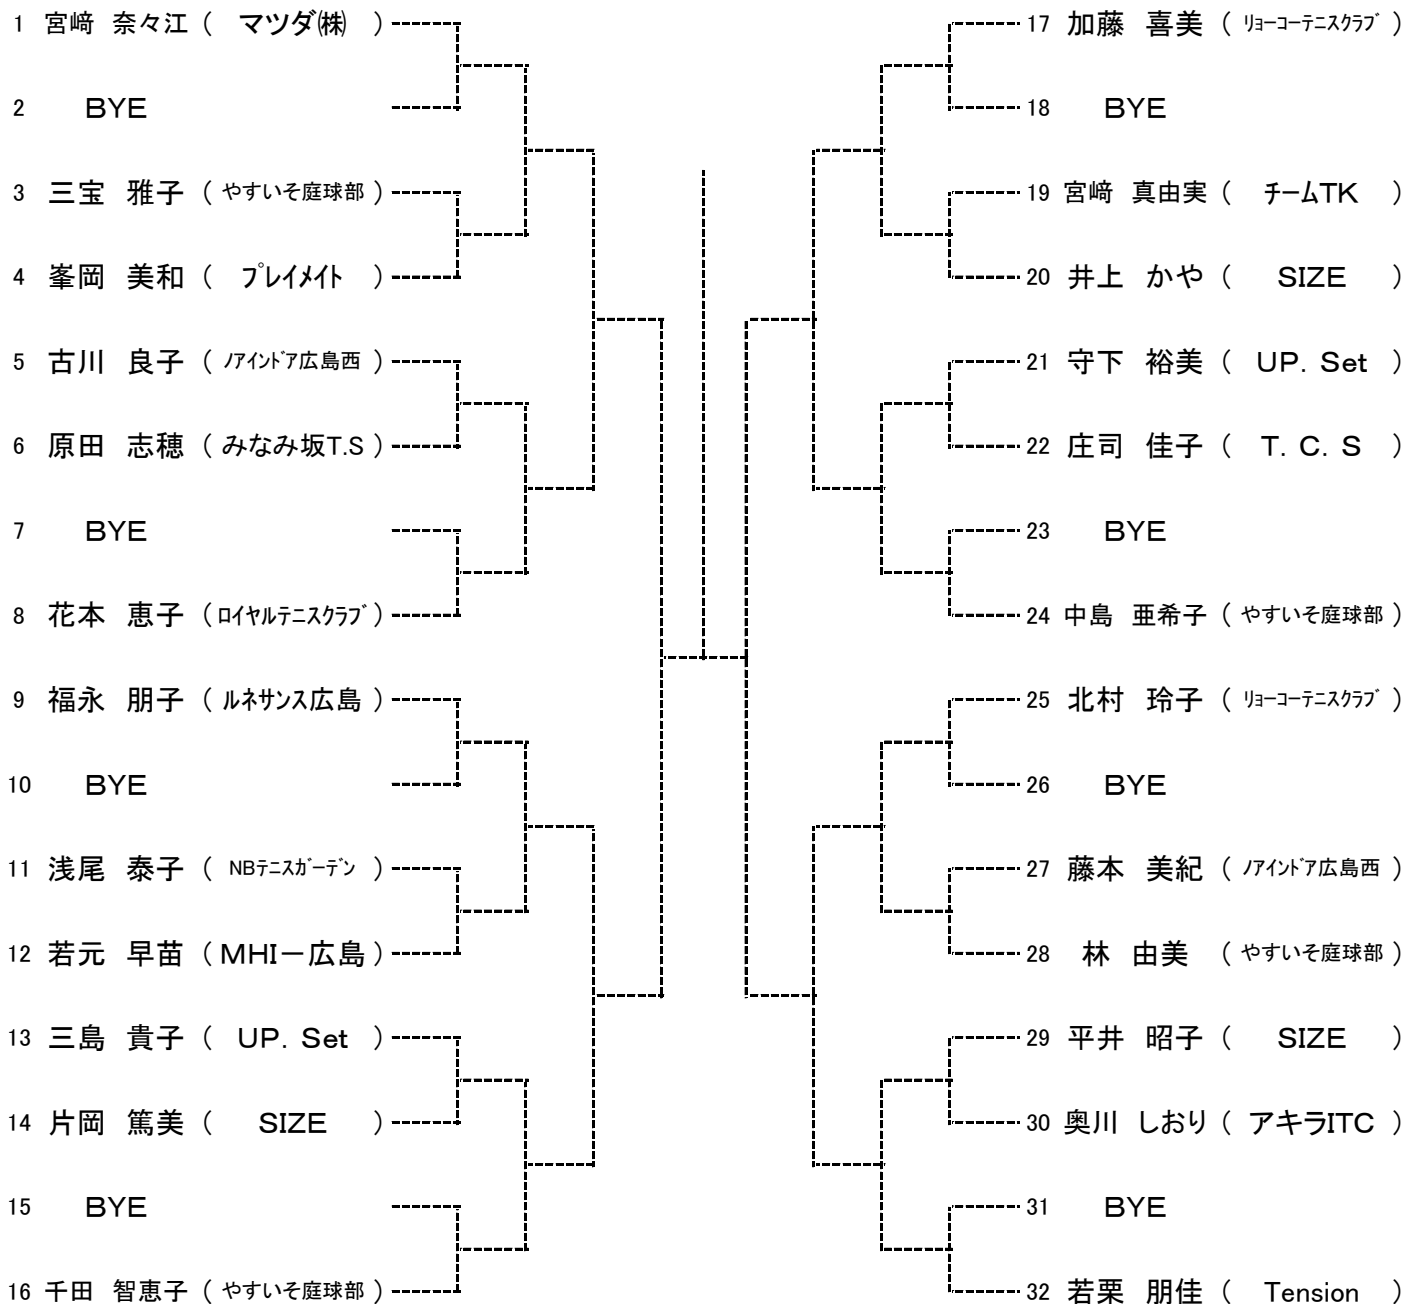 1 宮﨑 奈々江 ( マツダ㈱ )
2 BYE
3 三宝 雅子 ( やすいそ庭球部 )
4 峯岡 美和 ( プレイメイト )
5 古川 良子 ( ノアインドア広島西 )
6 原田 志穂 ( みなみ坂T.S )
7 BYE
8 花本 恵子 ( ロイヤルテニスクラブ )
9 福永 朋子 ( ルネサンス広島 )
10 BYE
11 浅尾 泰子 ( NBテニスガーデン )
12 若元 早苗 ( MHI－広島 )
13 三島 貴子 ( UP. Set )
14 片岡 篤美 ( SIZE )
15 BYE
16 千田 智恵子 ( やすいそ庭球部 )
17 加藤 喜美 ( リョーコーテニスクラブ )
18 BYE
19 宮﨑 真由実 ( チームTK )
20 井上 かや ( SIZE )
21 守下 裕美 ( UP. Set )
22 庄司 佳子 ( T. C. S )
23 BYE
24 中島 亜希子 ( やすいそ庭球部 )
25 北村 玲子 ( リョーコーテニスクラブ )
26 BYE
27 藤本 美紀 ( ノアインドア広島西 )
28 林 由美 ( やすいそ庭球部 )
29 平井 昭子 ( SIZE )
30 奥川 しおり ( アキラITC )
31 BYE
32 若栗 朋佳 ( Tension )